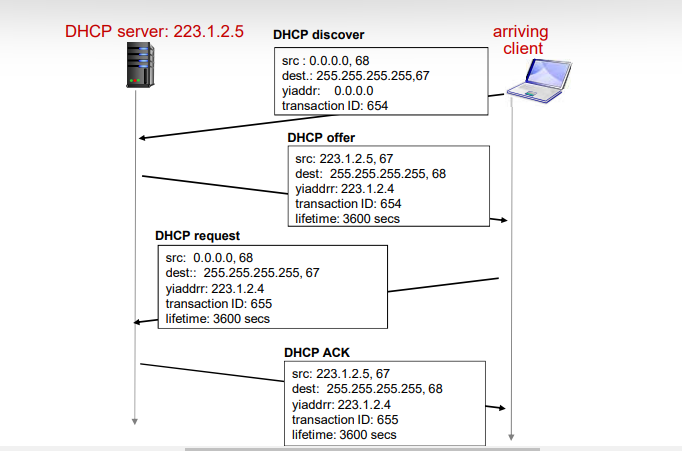 DHCP server: 223.1.2.5
DHCP discover
arriving
client
src : 0.0.0.0, 68
dest.: 255.255.255.255,67
yiaddr: 0.0.0.0
transaction ID: 654
DHCP offer
src: 223.1.2.5, 67
dest: 255.255.255.255, 68
yiaddrr: 223.1.2.4
transaction ID: 654
lifetime: 3600 secs
DHCP request
src: 0.0.0.0, 68
dest:: 255.255.255.255, 67
yiaddrr: 223.1.2.4
transaction ID: 655
lifetime: 3600 secs
DHCP ACK
src: 223.1.2.5, 67
dest: 255.255.255.255, 68
yiaddrr: 223.1.2.4
transaction ID: 655
lifetime: 3600 secs